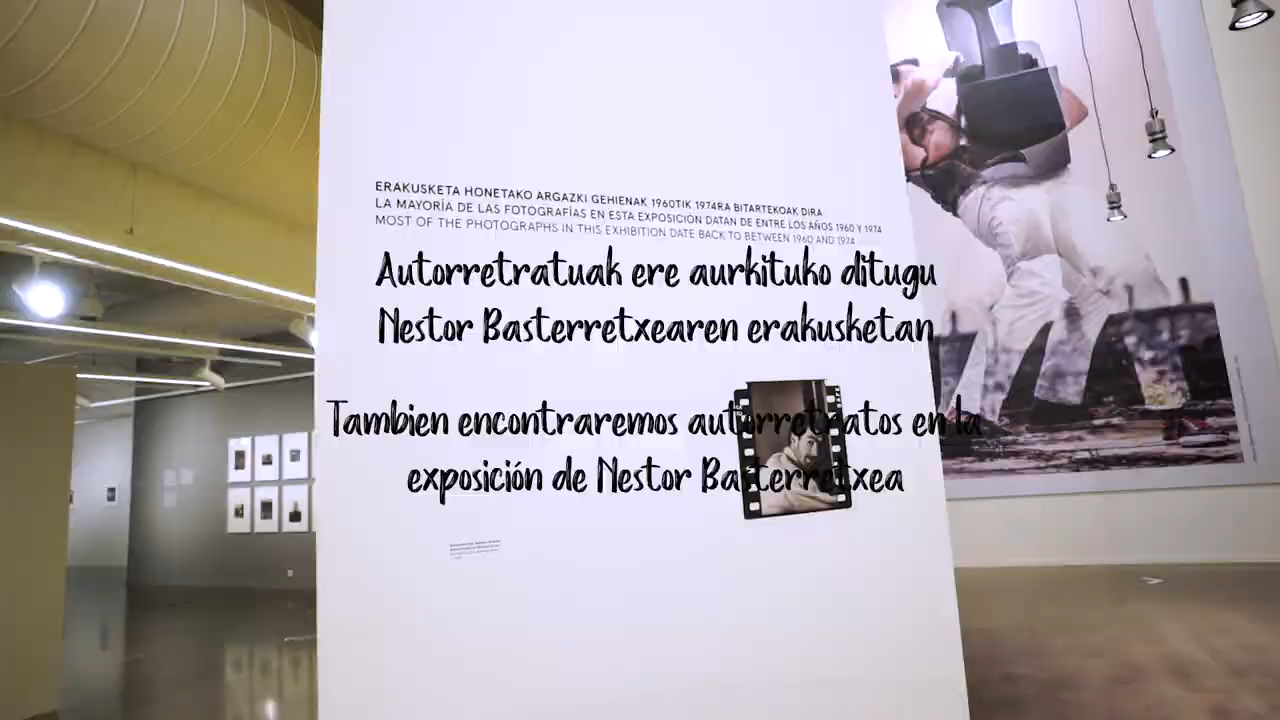 ERAKUSKETA HONETAKO ARGAZKI GEHIENAK 1960TIK 1974RA BITARTEKOAK DIRA
LA MAYORÍA DE LAS FOTOGRAFÍAS EN ESTA EXPOSICIÓN DATAN DE ENTRE LOS AÑOS 1960 Y 1974
MOST OF THE PHOTOGRAPHS IN THIS EXHIBITION DATE BACK TO BETWEEN 1960 AND 1974
Autorretratuak ere aurkituko ditugu
Nestor Basterretxearen erakusketan
Tambien encontraremos autorretratos en la
exposición de Nestor Basterretxea